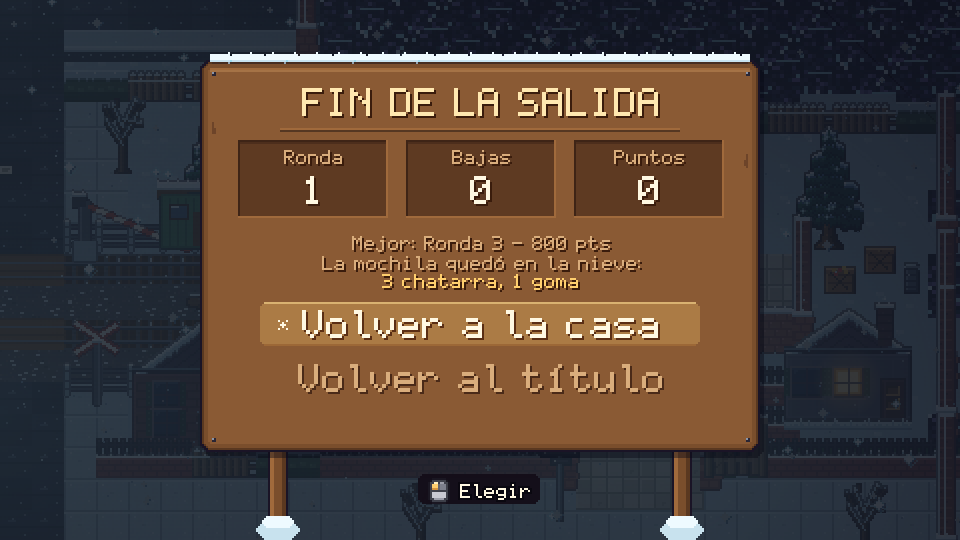 FIN DE LA SALIDA
Ronda Bajas Puntos
1 0 0
Mejor: Ronda 3 - 800 pts
La mochila quedó en la nieve:
3 chatarra, 1 goma
Volver a la casa
Volver al título
Elegir